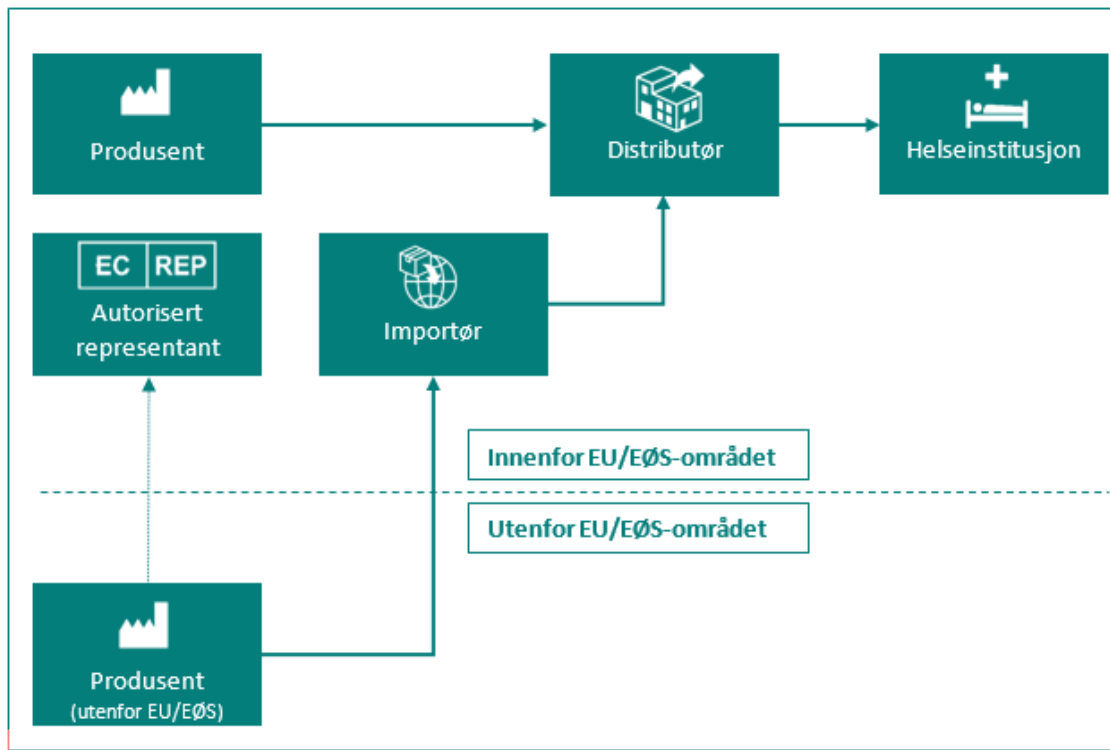 Produsent
Distributør
Helseinstitusjon
EC REP
Autorisert
representant
Importør
Innenfor EU/EØS-området
Utenfor EU/EØS-området
Produsent
(utenfor EU/EØS)